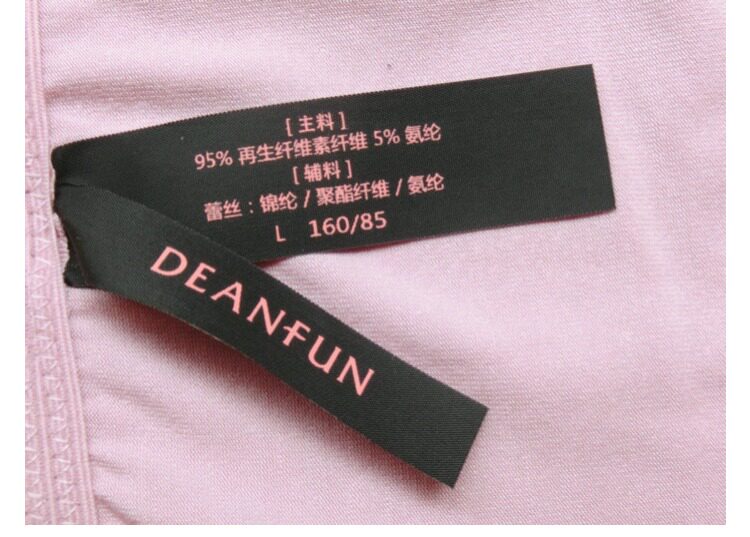 [主料]
95% 再生纤维素纤维 5% 氨纶
[辅料]
蕾丝：锦纶 / 聚酯纤维 / 氨纶
L 160/85
DEANFUN